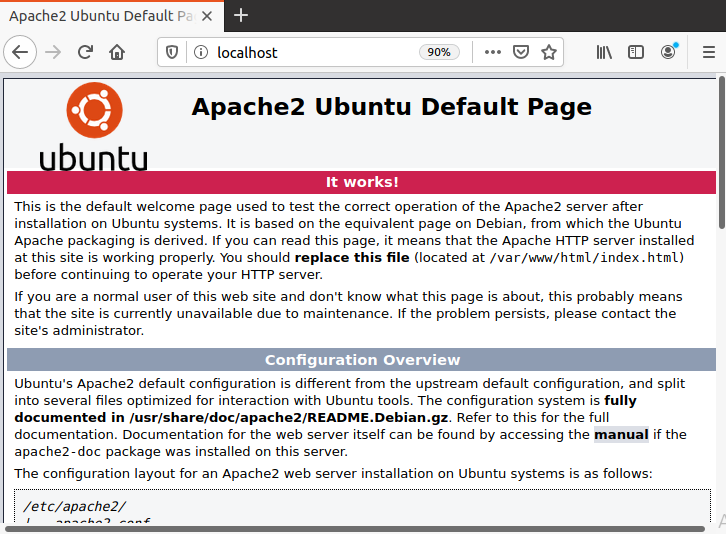 Apache2 Ubuntu Default Pa
localhost
90%
Apache2 Ubuntu Default Page
ubuntu
It works!
This is the default welcome page used to test the correct operation of the Apache2 server after
installation on Ubuntu systems. It is based on the equivalent page on Debian, from which the Ubuntu
Apache packaging is derived. If you can read this page, it means that the Apache HTTP server installed
at this site is working properly. You should replace this file (located at /var/www/html/index.html)
before continuing to operate your HTTP server.
If you are a normal user of this web site and don't know what this page is about, this probably means
that the site is currently unavailable due to maintenance. If the problem persists, please contact the
site's administrator.
Configuration Overview
Ubuntu's Apache2 default configuration is different from the upstream default configuration, and split
into several files optimized for interaction with Ubuntu tools. The configuration system is fully
documented in /usr/share/doc/apache2/README.Debian.gz. Refer to this for the full
documentation. Documentation for the web server itself can be found by accessing the manual if the
apache2-doc package was installed on this server.
The configuration layout for an Apache2 web server installation on Ubuntu systems is as follows:
/etc/apache2/
|-- apache2.conf